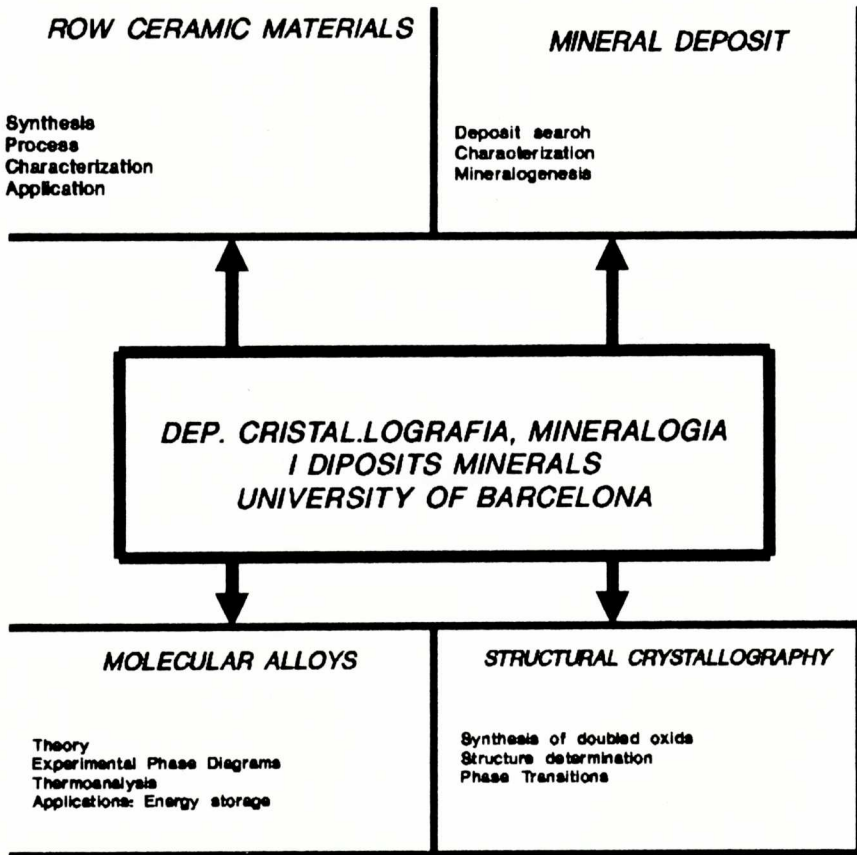 ROW CERAMIC MATERIALS
Synthesis
Process
Characterization
Application
MINERAL DEPOSIT
Deposit search
Characterization
Mineralogenesis
DEP. CRISTAL.LOGRAFIA, MINERALOGIA
I DIPOSITS MINERALS
UNIVERSITY OF BARCELONA
MOLECULAR ALLOYS
Theory
Experimental Phase Diagrams
Thermoanalysis
Applications: Energy storage
STRUCTURAL CRYSTALLOGRAPHY
Synthesis of doubled oxids
Structure determination
Phase Transitions